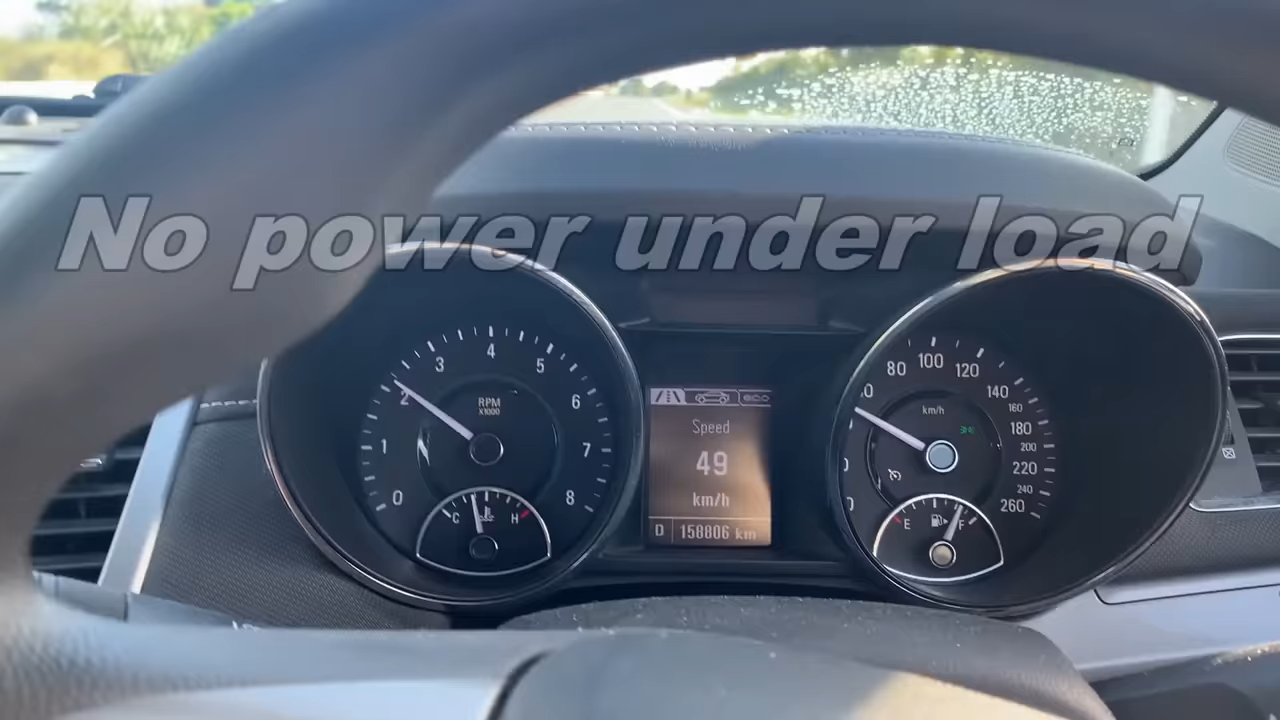 No power under load
0
1
2
3
4
5
6
7
8
RPM
X1000
C
H
Speed
49
km/h
D 158806 km
80
100
120
140
160
180
200
220
240
260
km/h
E
F